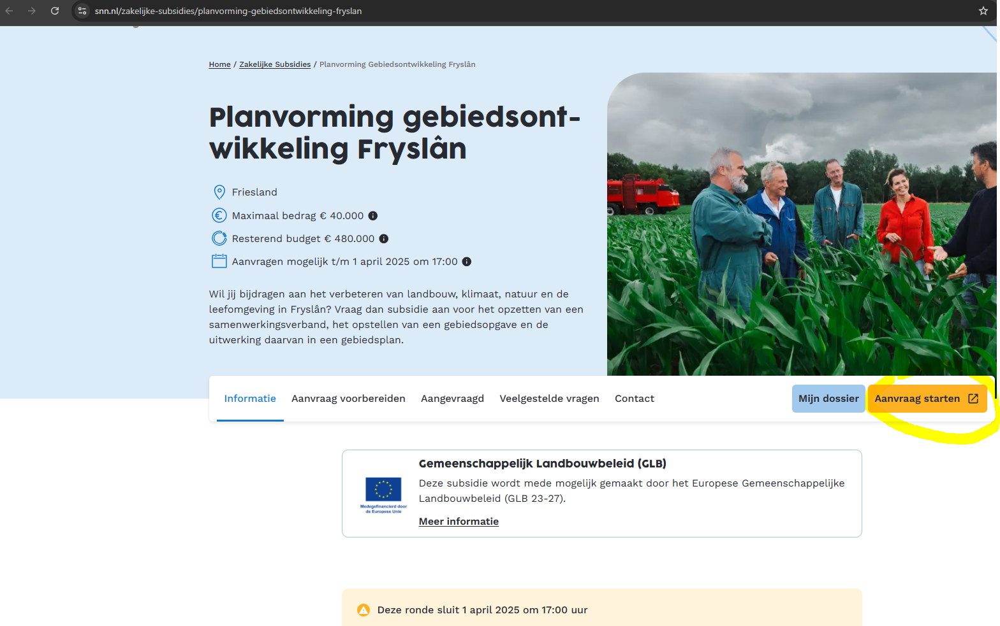 snn.nl/zakelijke-subsidies/planvorming-gebiedsontwikkeling-fryslan
Home / Zakelijke Subsidies / Planvorming Gebiedsontwikkeling Fryslân
Planvorming gebiedsont-
wikkeling Fryslân
Friesland
Maximaal bedrag € 40.000
Resterend budget € 480.000
Aanvragen mogelijk t/m 1 april 2025 om 17:00
Wil jij bijdragen aan het verbeteren van landbouw, klimaat, natuur en de
leefomgeving in Fryslân? Vraag dan subsidie aan voor het opzetten van een
samenwerkingsverband, het opstellen van een gebiedsopgave en de
uitwerking daarvan in een gebiedsplan.
Informatie Aanvraag voorbereiden Aangevraagd Veelgestelde vragen Contact Mijn dossier Aanvraag starten
Gemeenschappelijk Landbouwbeleid (GLB)
Deze subsidie wordt mede mogelijk gemaakt door het Europese Gemeenschappelijke
Landbouwbeleid (GLB 23-27).
Medegefinancierd door
de Europese Unie
Meer informatie
Deze ronde sluit 1 april 2025 om 17:00 uur